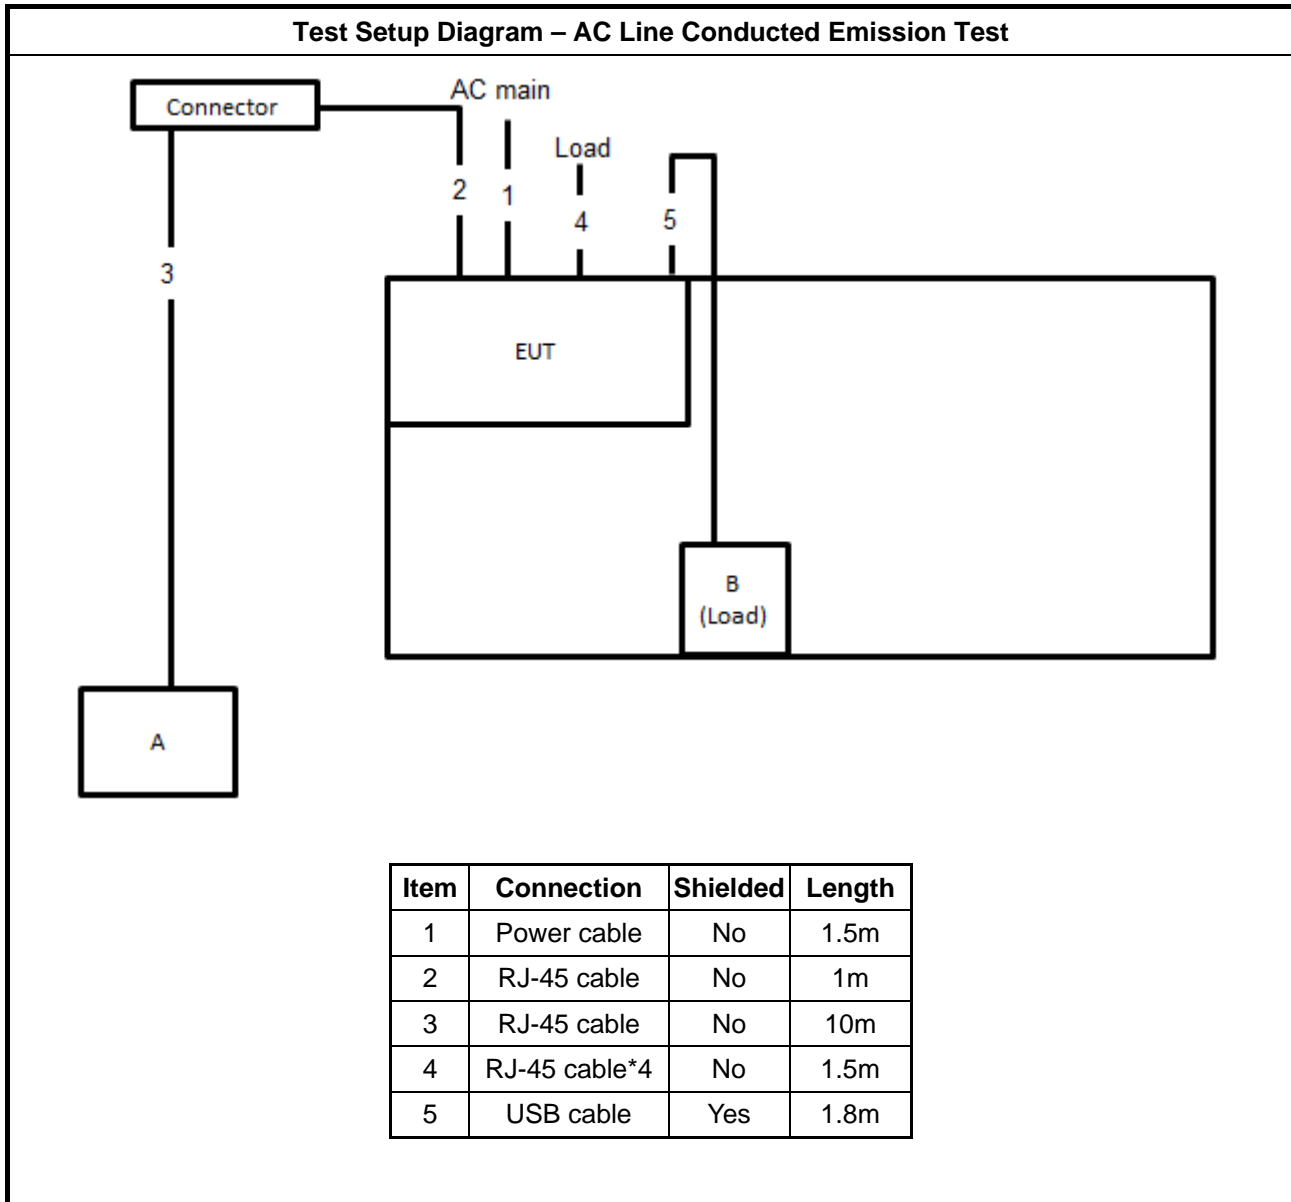 Test Setup Diagram – AC Line Conducted Emission Test
Connector
AC main
Load
2
1
4
5
3
EUT
B
(Load)
A
Item Connection Shielded Length
1 Power cable No 1.5m
2 RJ-45 cable No 1m
3 RJ-45 cable No 10m
4 RJ-45 cable*4 No 1.5m
5 USB cable Yes 1.8m